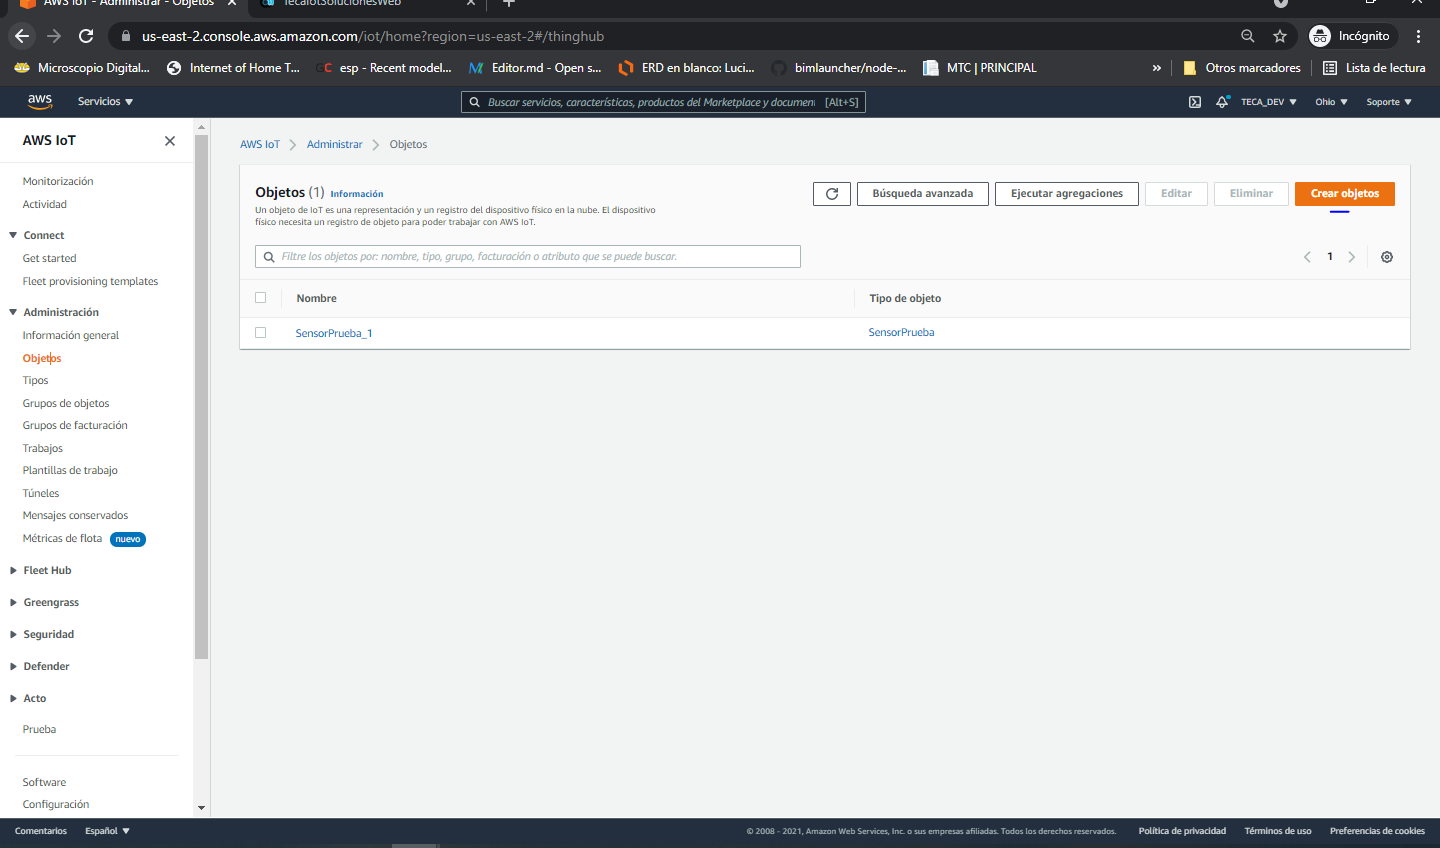 AWS IoT - Administrar - Objetos
TecaIotSolucionesWeb
us-east-2.console.aws.amazon.com/iot/home?region=us-east-2#/thinghub
Incógnito
Microscopio Digital...
Internet of Home T...
esp - Recent model...
Editor.md - Open s...
ERD en blanco: Luci...
bimlauncher/node-...
MTC | PRINCIPAL
»
Otros marcadores
Lista de lectura
aws
Servicios
Buscar servicios, características, productos del Marketplace y document [Alt+S]
TECA_DEV
Ohio
Soporte
AWS IoT
Monitorización
Actividad
Connect
Get started
Fleet provisioning templates
Administración
Información general
Objetos
Tipos
Grupos de objetos
Grupos de facturación
Trabajos
Plantillas de trabajo
Túneles
Mensajes conservados
Métricas de flota nuevo
Fleet Hub
Greengrass
Seguridad
Defender
Acto
Prueba
Software
Configuración
AWS IoT > Administrar > Objetos
Objetos (1) Información
Un objeto de IoT es una representación y un registro del dispositivo físico en la nube. El dispositivo
físico necesita un registro de objeto para poder trabajar con AWS IoT.
Búsqueda avanzada
Ejecutar agregaciones
Editar
Eliminar
Crear objetos
Filtre los objetos por: nombre, tipo, grupo, facturación o atributo que se puede buscar.
1
Nombre
Tipo de objeto
SensorPrueba_1
SensorPrueba
Comentarios
Español
© 2008 - 2021, Amazon Web Services, Inc. o sus empresas afiliadas. Todos los derechos reservados.
Política de privacidad
Términos de uso
Preferencias de cookies